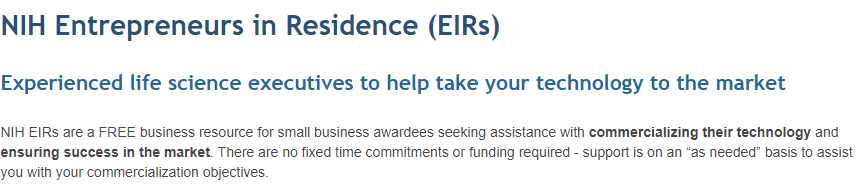 NIH Entrepreneurs in Residence (EIRs)
Experienced life science executives to help take your technology to the market
NIH EIRs are a FREE business resource for small business awardees seeking assistance with commercializing their technology and
ensuring success in the market. There are no fixed time commitments or funding required - support is on an “as needed” basis to assist
you with your commercialization objectives.